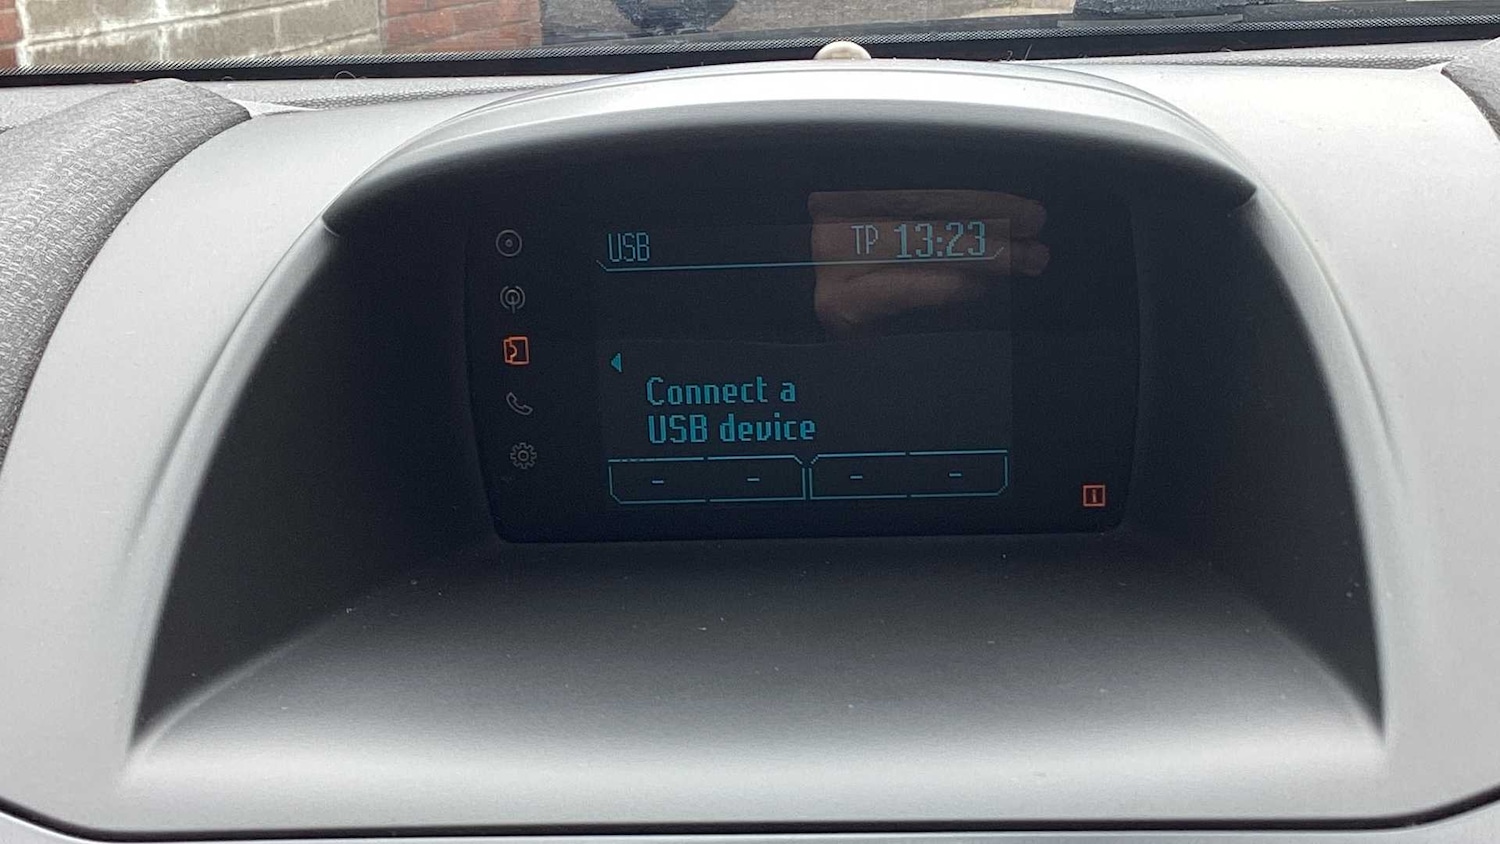 USB TP 13:23
Connect a
USB device
- - - -
i